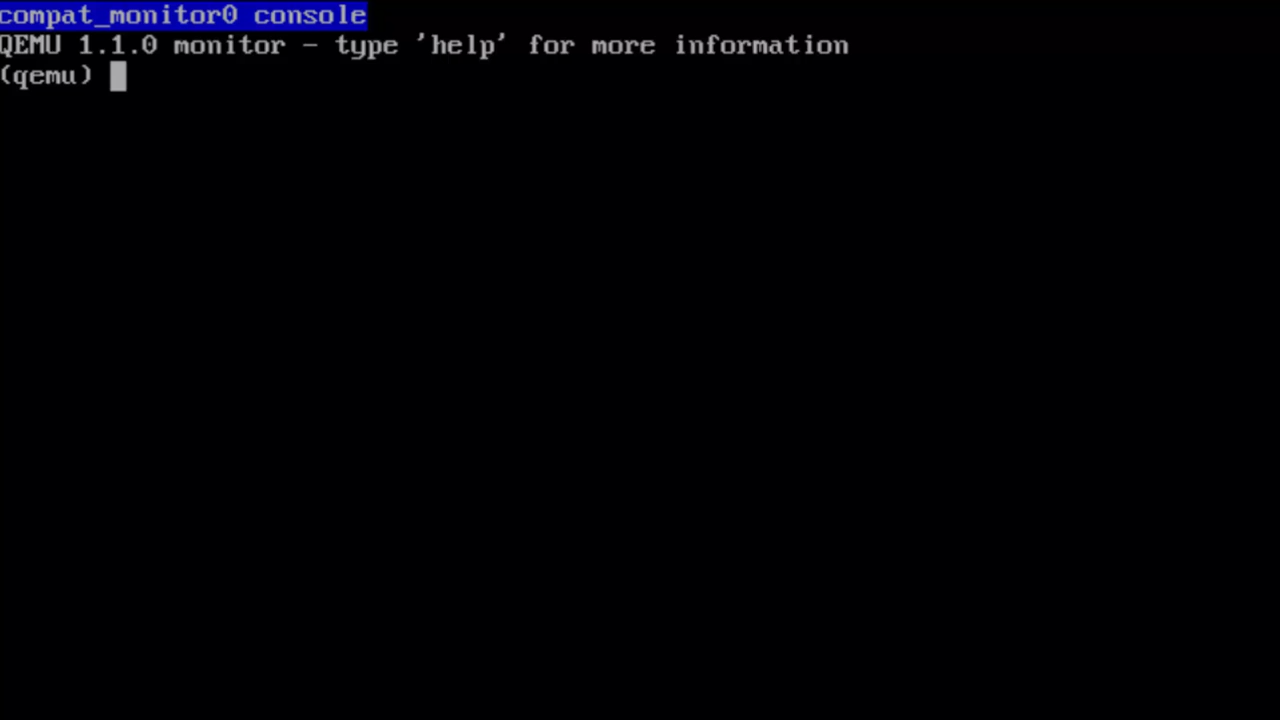 compat_monitor0 console
QEMU 1.1.0 monitor - type 'help' for more information
(qemu)